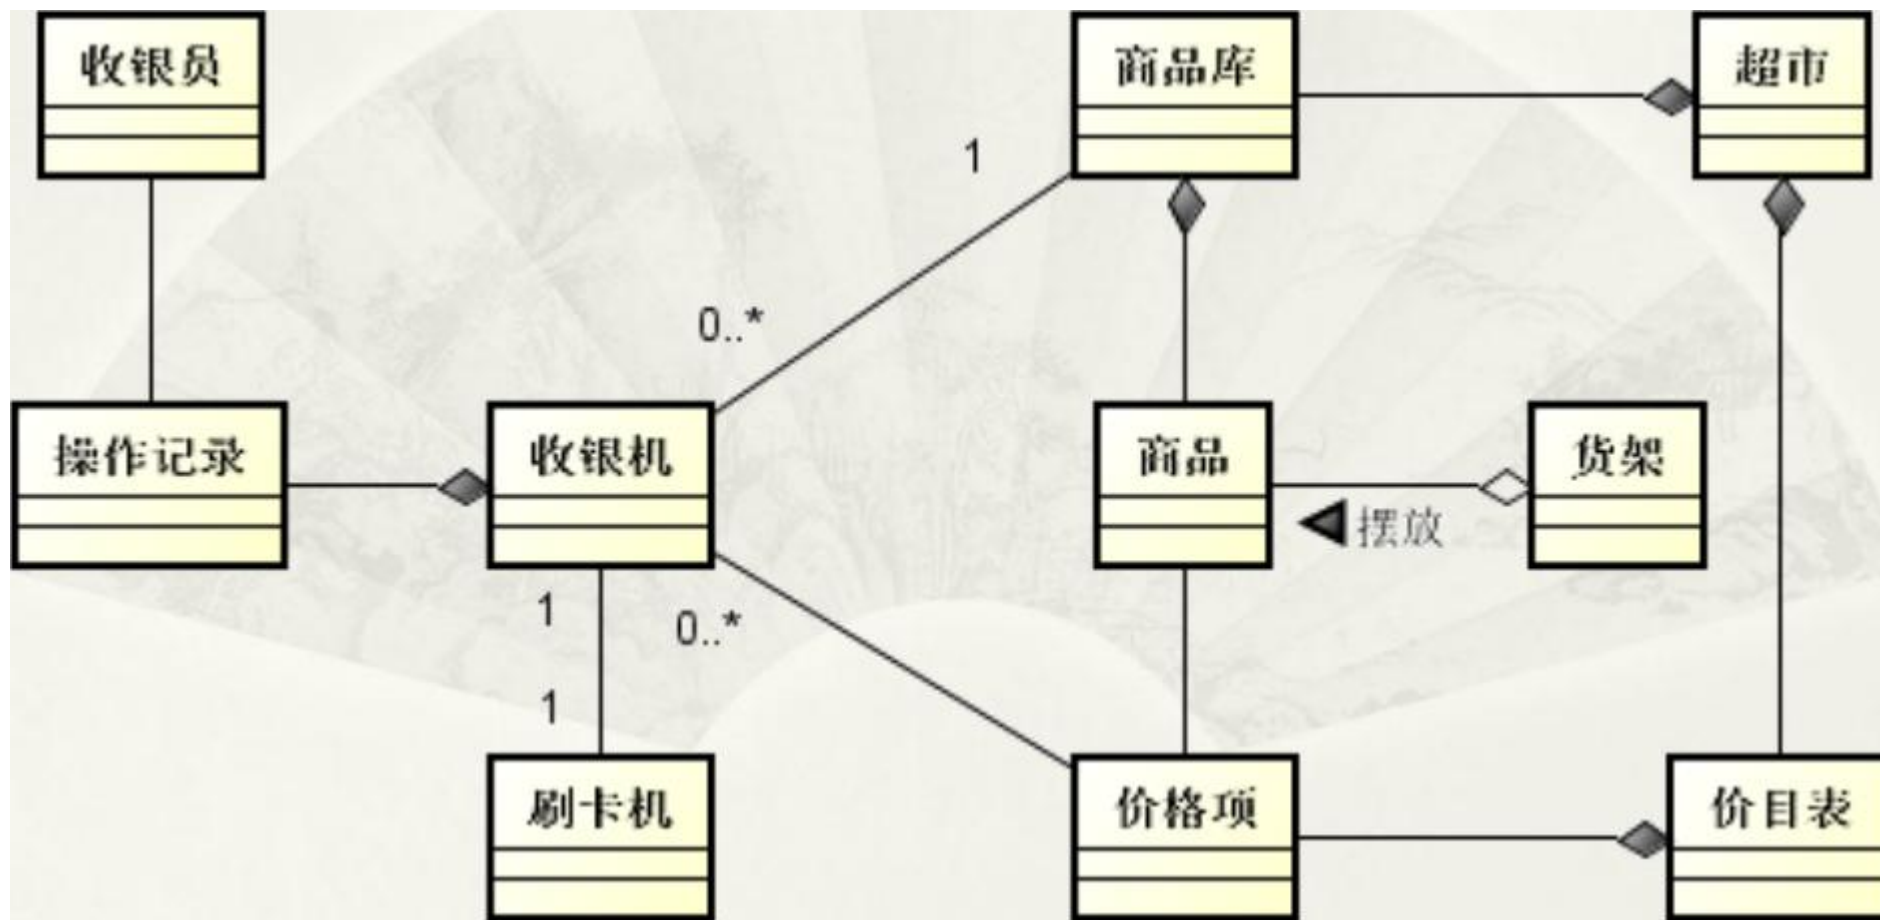 收银员
商品库
超市
1
0..*
操作记录
收银机
商品
货架
摆放
1
0..*
1
刷卡机
价格项
价目表